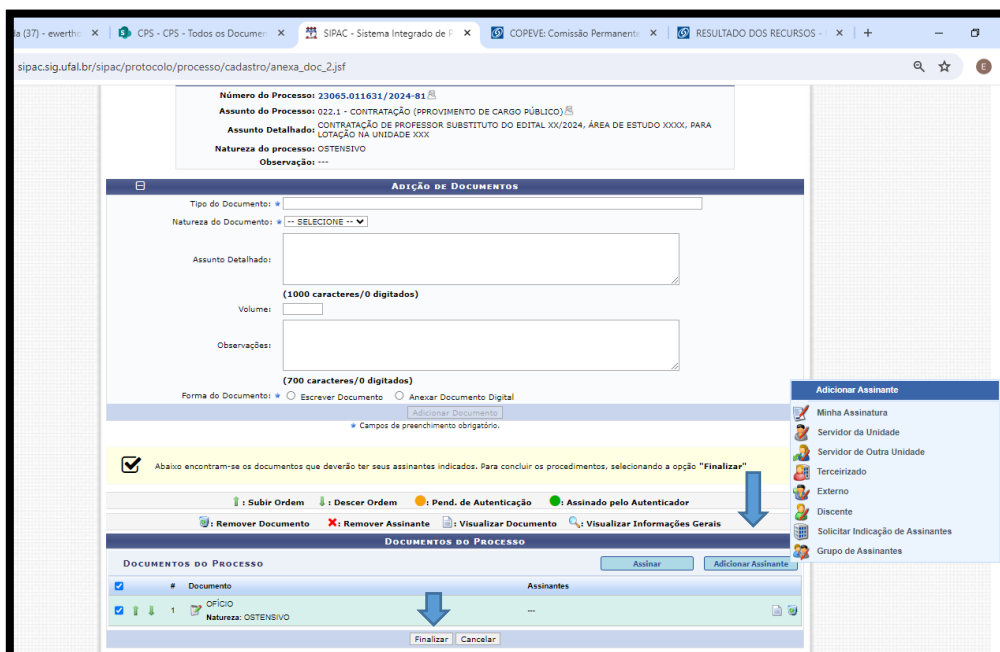 la (37) - ewertho
CPS - CPS - Todos os Documen
SIPAC - Sistema Integrado de P
COPEVE: Comissão Permanente
RESULTADO DOS RECURSOS -
sipac.sig.ufal.br/sipac/protocolo/processo/cadastro/anexa_doc_2.jsf
E
Número do Processo: 23065.011631/2024-81
Assunto do Processo: 022.1 - CONTRATAÇÃO (PPROVIMENTO DE CARGO PÚBLICO)
Assunto Detalhado: CONTRATAÇÃO DE PROFESSOR SUBSTITUTO DO EDITAL XX/2024, ÁREA DE ESTUDO XXXX, PARA
LOTAÇÃO NA UNIDADE XXX
Natureza do processo: OSTENSIVO
Observação: ---
ADIÇÃO DE DOCUMENTOS
Tipo do Documento:
Natureza do Documento: -- SELECIONE --
Assunto Detalhado:
(1000 caracteres/0 digitados)
Volume:
Observações:
(700 caracteres/0 digitados)
Forma do Documento: Escrever Documento Anexar Documento Digital
Adicionar Documento
Campos de preenchimento obrigatório.
Adicionar Assinante
Minha Assinatura
Servidor da Unidade
Servidor de Outra Unidade
Terceirizado
Externo
Discente
Solicitar Indicação de Assinantes
Grupo de Assinantes
Abaixo encontram-se os documentos que deverão ter seus assinantes indicados. Para concluir os procedimentos, selecionando a opção "Finalizar"
: Subir Ordem : Descer Ordem : Pend. de Autenticação : Assinado pelo Autenticador
: Remover Documento : Remover Assinante : Visualizar Documento : Visualizar Informações Gerais
DOCUMENTOS DO PROCESSO
DOCUMENTOS DO PROCESSO Assinar Adicionar Assinante
# Documento Assinantes
1 OFÍCIO ---
Natureza: OSTENSIVO
Finalizar Cancelar